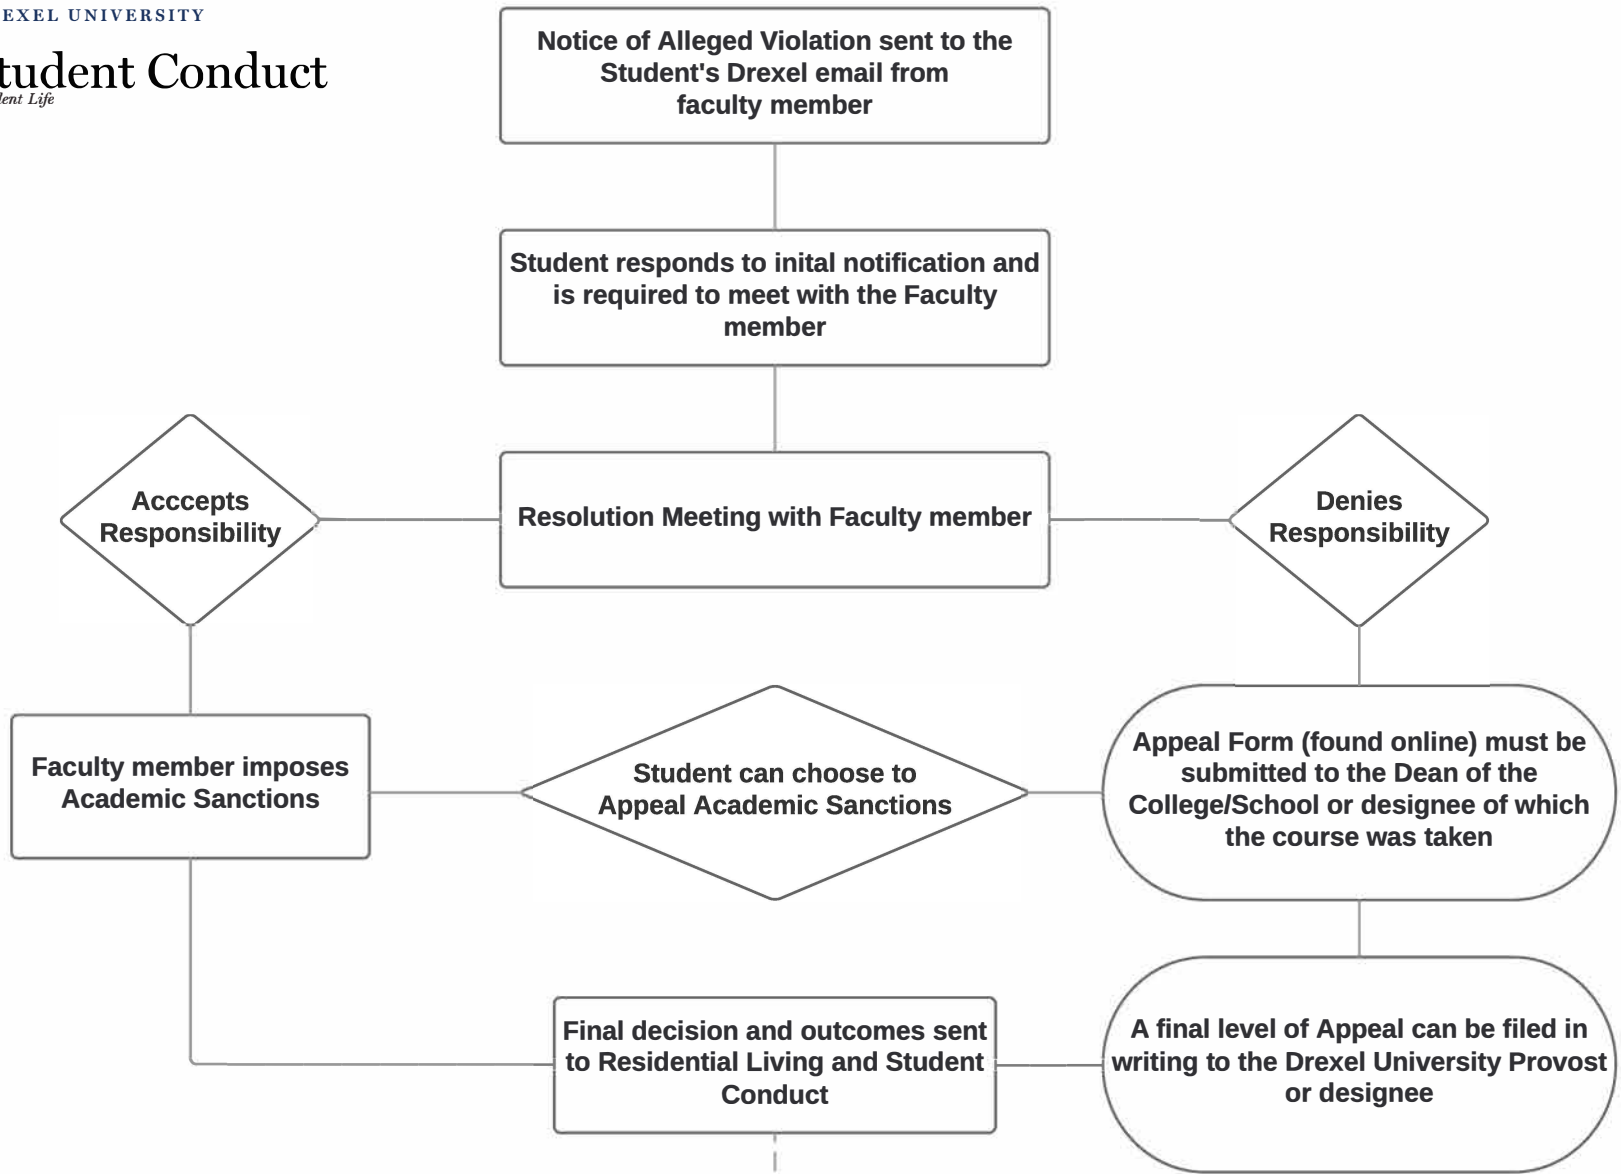 EXEL UNIVERSITY
tudent Conduct
dent Life
Notice of Alleged Violation sent to the
Student's Drexel email from
faculty member
Student responds to inital notification and
is required to meet with the Faculty
member
Acccepts
Responsibility
Resolution Meeting with Faculty member
Denies
Responsibility
Faculty member imposes
Academic Sanctions
Student can choose to
Appeal Academic Sanctions
Appeal Form (found online) must be
submitted to the Dean of the
College/School or designee of which
the course was taken
Final decision and outcomes sent
to Residential Living and Student
Conduct
A final level of Appeal can be filed in
writing to the Drexel University Provost
or designee